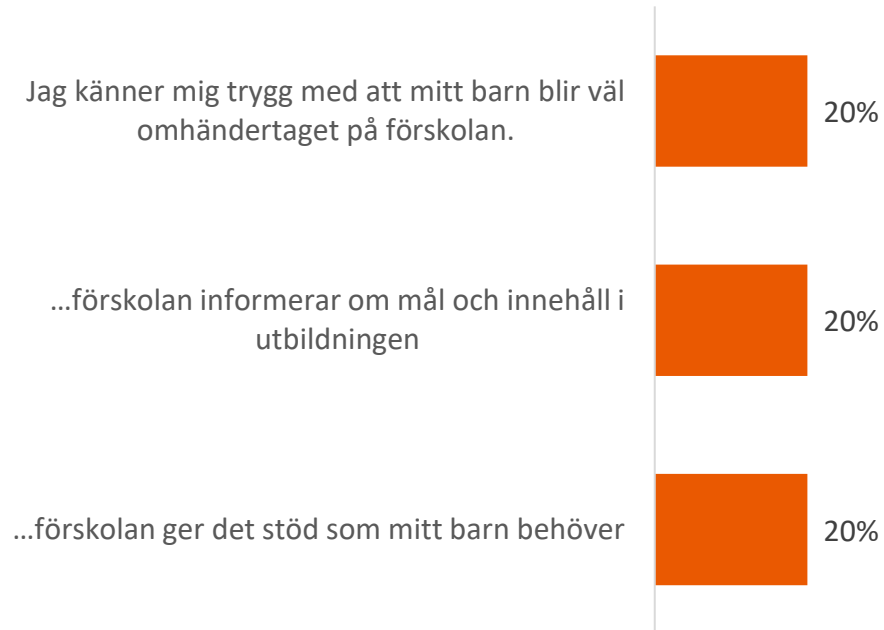 Jag känner mig trygg med att mitt barn blir väl
omhändertaget på förskolan.
20%
...förskolan informerar om mål och innehåll i
utbildningen
20%
...förskolan ger det stöd som mitt barn behöver
20%